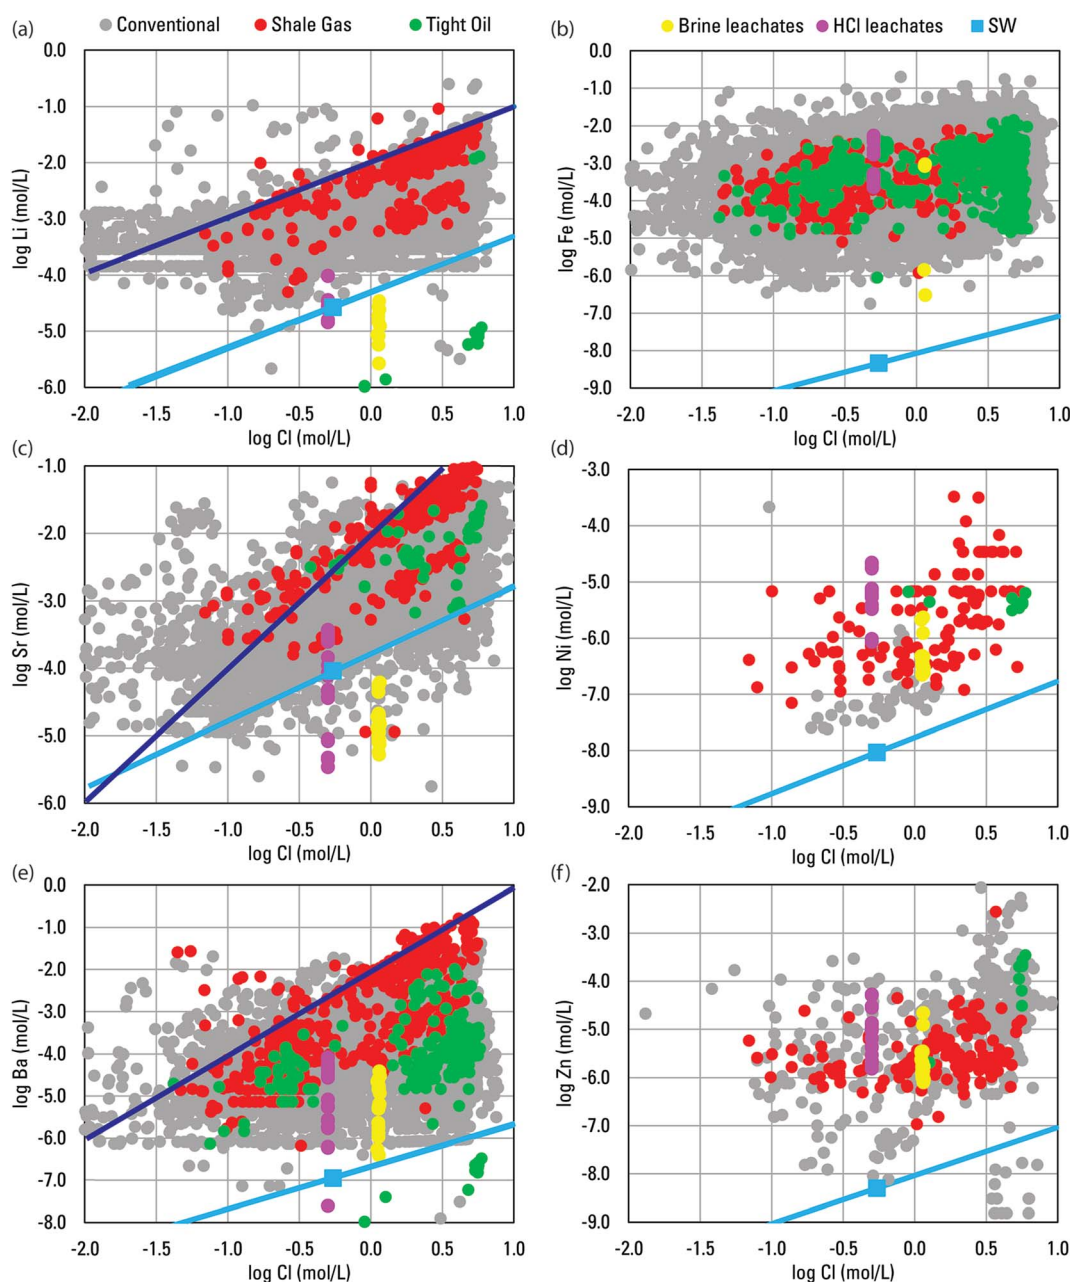 (a) Conventional Shale Gas Tight Oil
(b) Brine leachates HCl leachates SW
0.0
-1.0
-2.0
-3.0
-4.0
-5.0
-6.0
log Li (mol/L)
-2.0 -1.5 -1.0 -0.5 0.0 0.5 1.0
log Cl (mol/L)
0.0
-1.0
-2.0
-3.0
-4.0
-5.0
-6.0
-7.0
-8.0
-9.0
log Fe (mol/L)
-2.0 -1.5 -1.0 -0.5 0.0 0.5 1.0
log Cl (mol/L)
(c)
-1.0
-2.0
-3.0
-4.0
-5.0
-6.0
log Sr (mol/L)
-2.0 -1.5 -1.0 -0.5 0.0 0.5 1.0
log Cl (mol/L)
(d)
-3.0
-4.0
-5.0
-6.0
-7.0
-8.0
-9.0
log Ni (mol/L)
-2.0 -1.5 -1.0 -0.5 0.0 0.5 1.0
log Cl (mol/L)
(e)
0.0
-1.0
-2.0
-3.0
-4.0
-5.0
-6.0
-7.0
-8.0
log Ba (mol/L)
-2.0 -1.5 -1.0 -0.5 0.0 0.5 1.0
log Cl (mol/L)
(f)
-2.0
-3.0
-4.0
-5.0
-6.0
-7.0
-8.0
-9.0
log Zn (mol/L)
-2.0 -1.5 -1.0 -0.5 0.0 0.5 1.0
log Cl (mol/L)